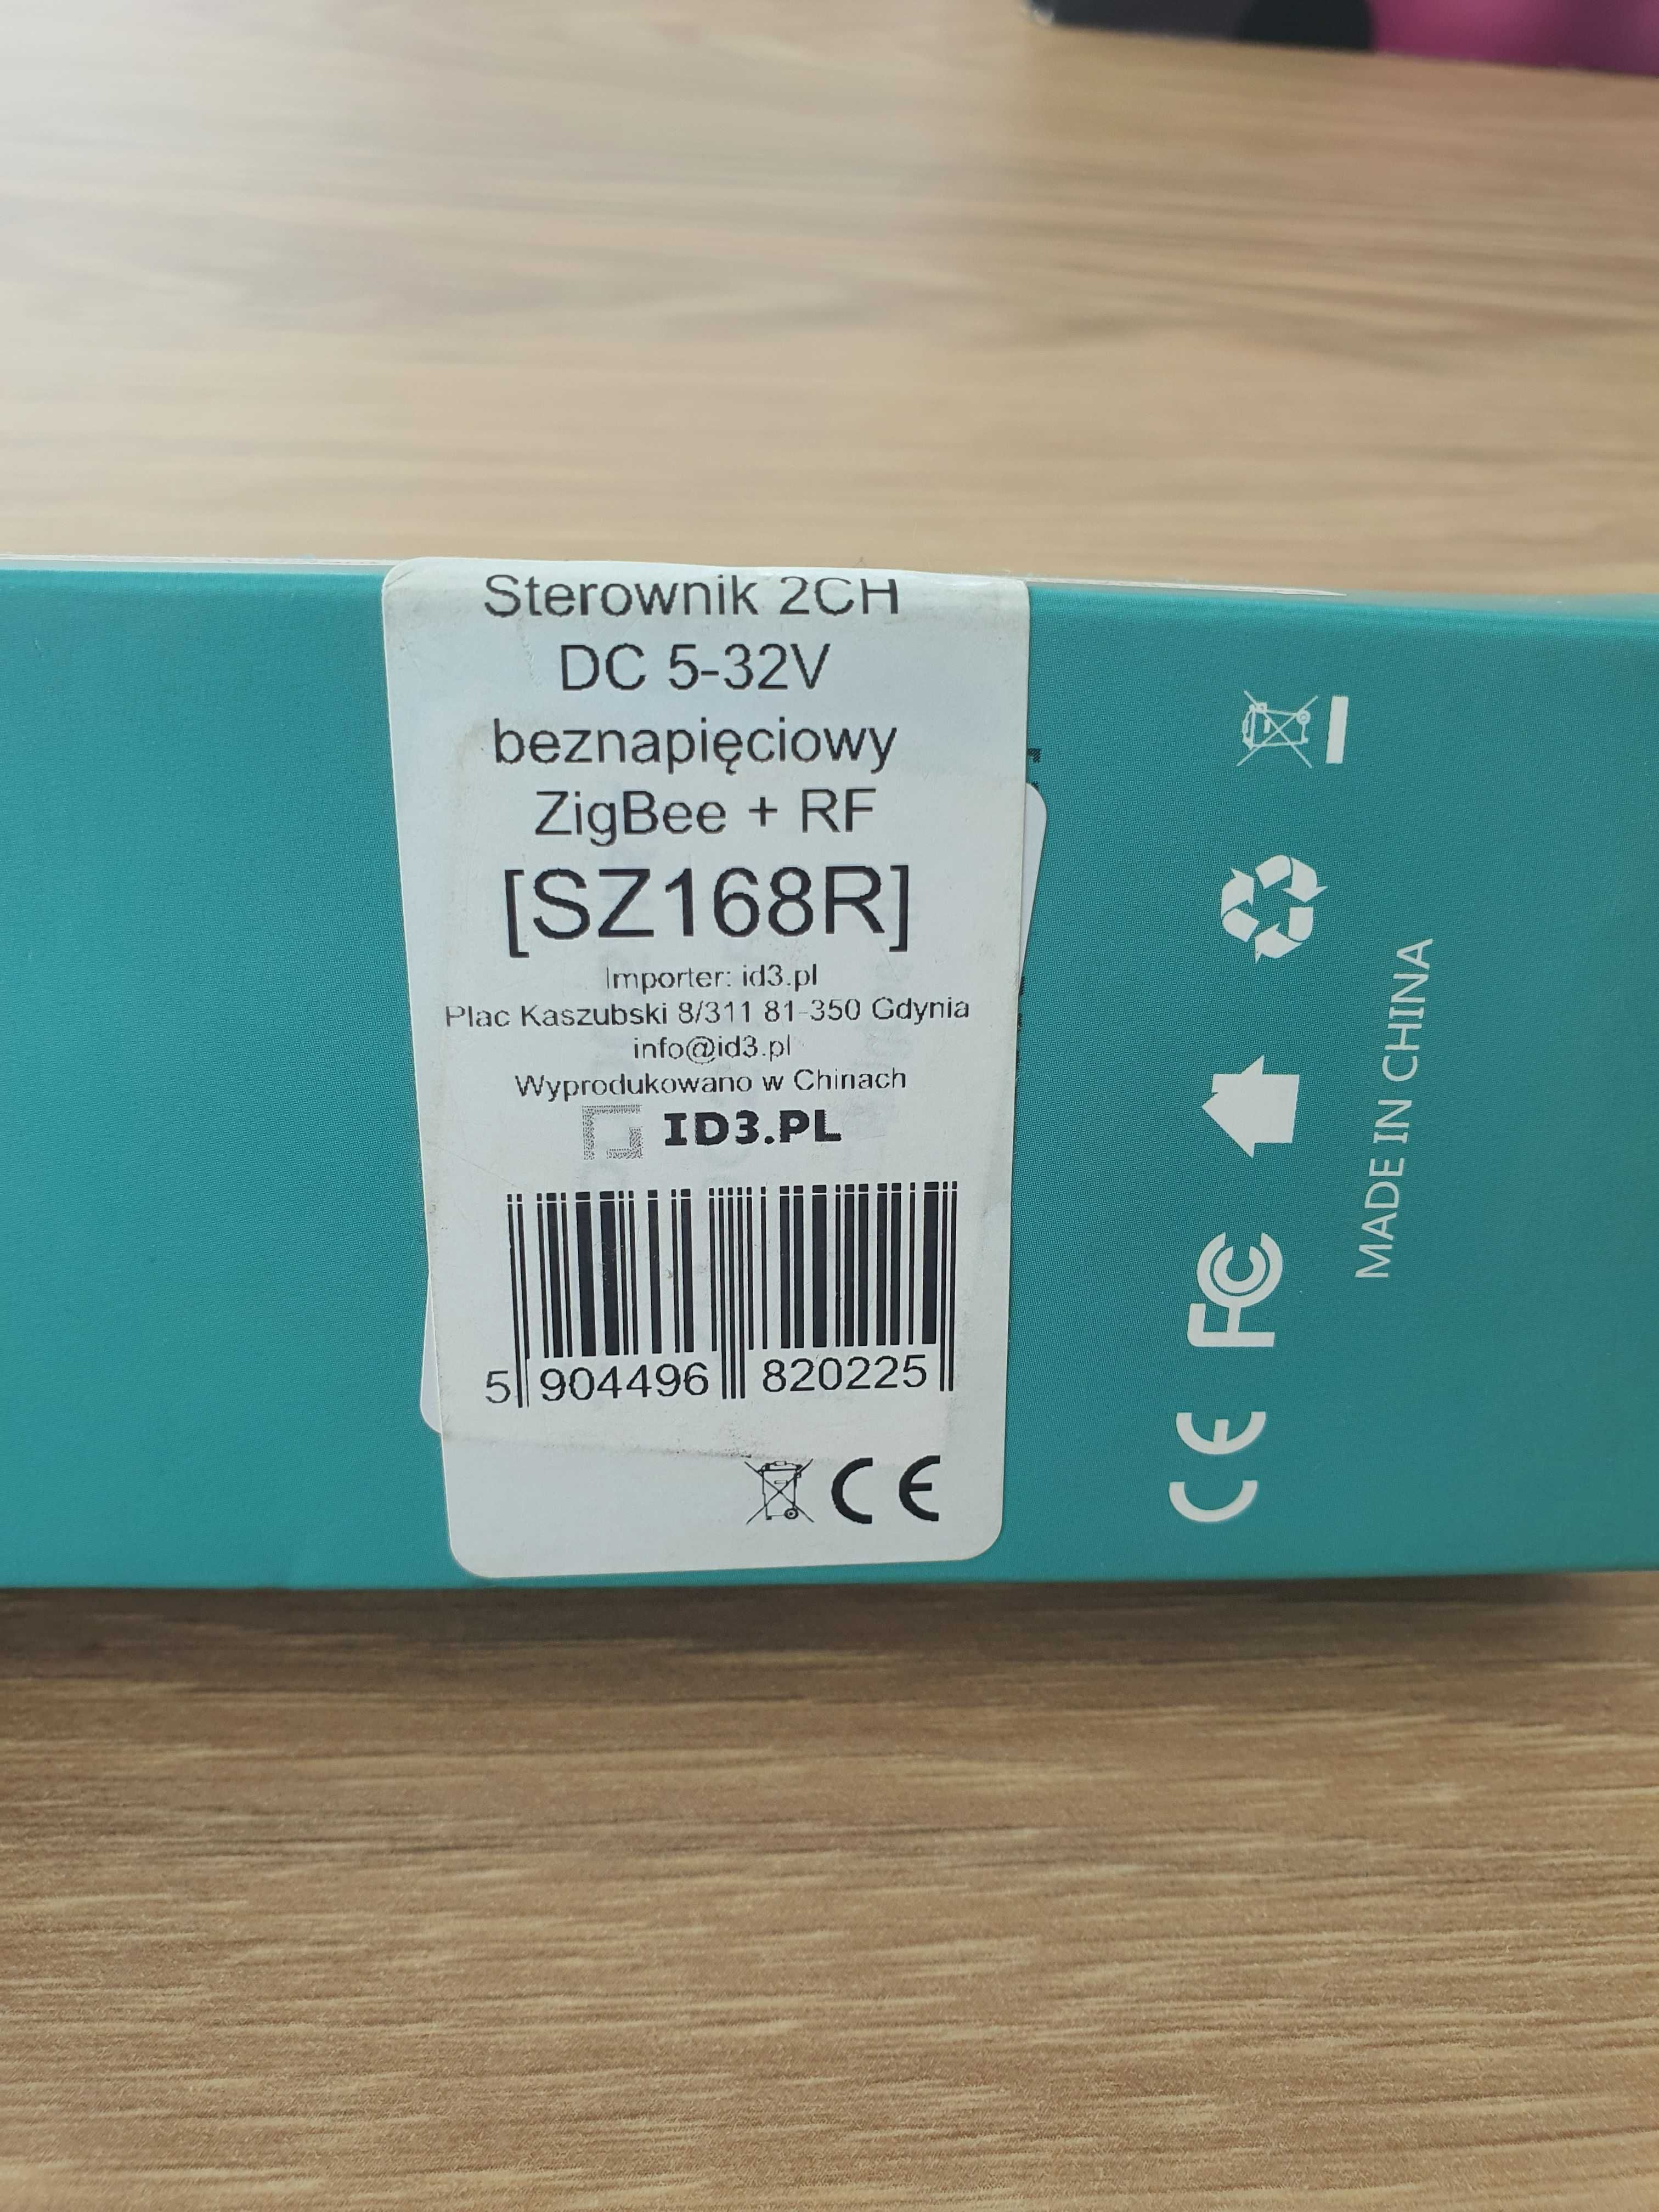 Sterownik 2CH
DC 5-32V
beznapięciowy
ZigBee + RF
[SZ168R]
Importer: id3.pl
Plac Kaszubski 8/311 81-350 Gdynia
info@id3.pl
Wyprodukowano w Chinach
ID3.PL
5 904496 820225
CE
CE FC
MADE IN CHINA